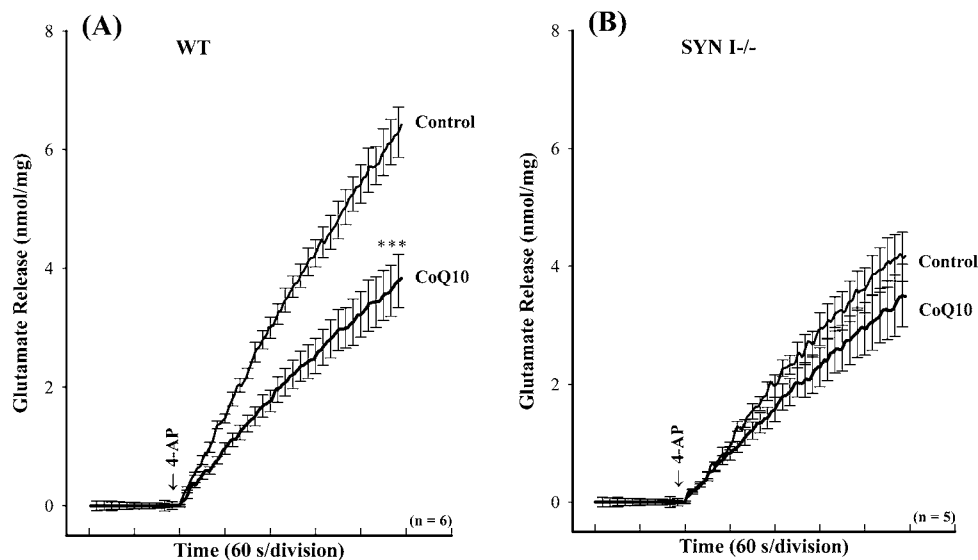 (A)
WT
8
6
4
2
0
Glutamate Release (nmol/mg)
Control
***
CoQ10
4-AP
↓
(n = 6)
Time (60 s/division)
(B)
SYN I-/-
8
6
4
2
0
Glutamate Release (nmol/mg)
Control
CoQ10
4-AP
↓
(n = 5)
Time (60 s/division)